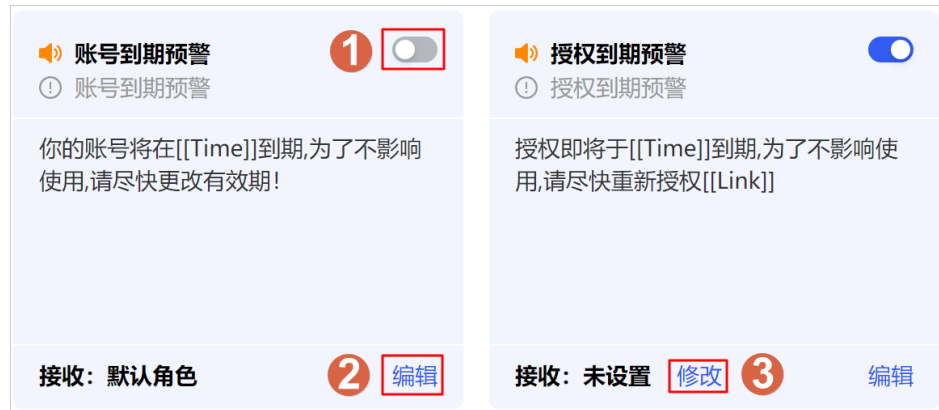 账号到期预警
1
账号到期预警
你的账号将在[[Time]]到期,为了不影响
使用,请尽快更改有效期!
接收：默认角色
2
编辑
授权到期预警
授权到期预警
授权即将于[[Time]]到期,为了不影响使
用,请尽快重新授权[[Link]]
接收：未设置
修改
3
编辑